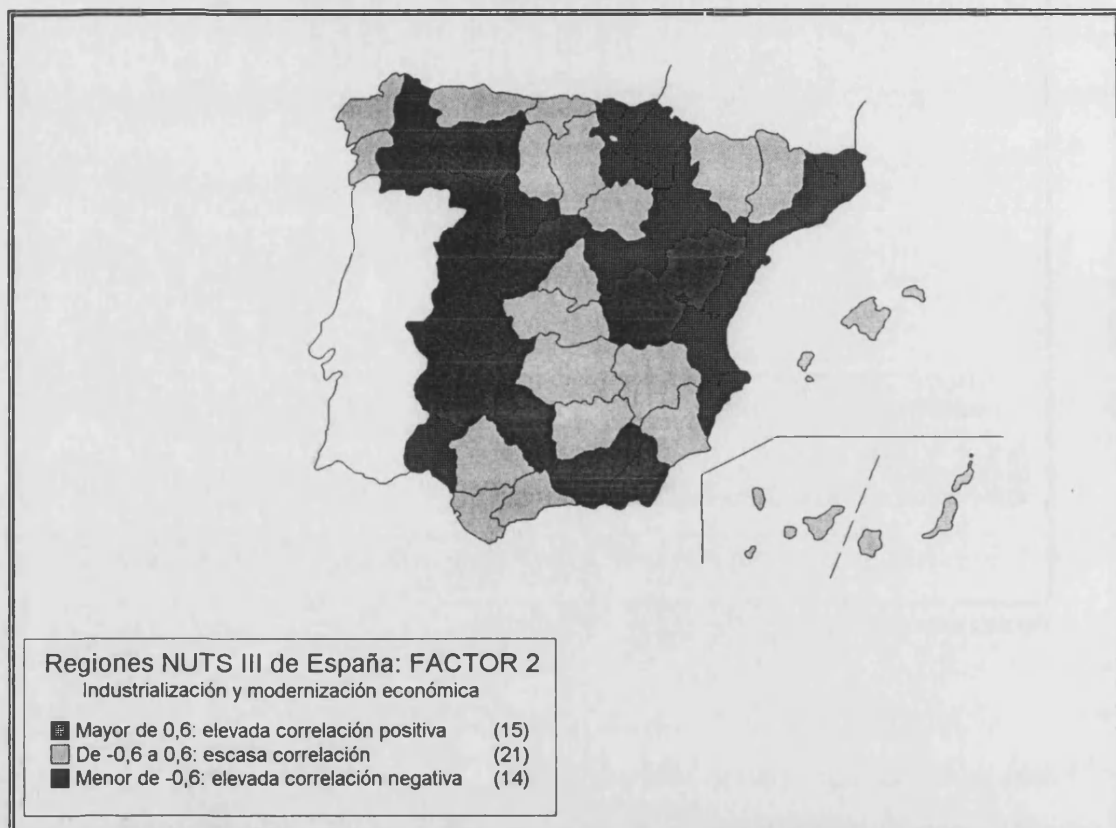 Regiones NUTS III de España: FACTOR 2
Industrialización y modernización económica
Mayor de 0,6: elevada correlación positiva (15)
De -0,6 a 0,6: escasa correlación (21)
Menor de -0,6: elevada correlación negativa (14)